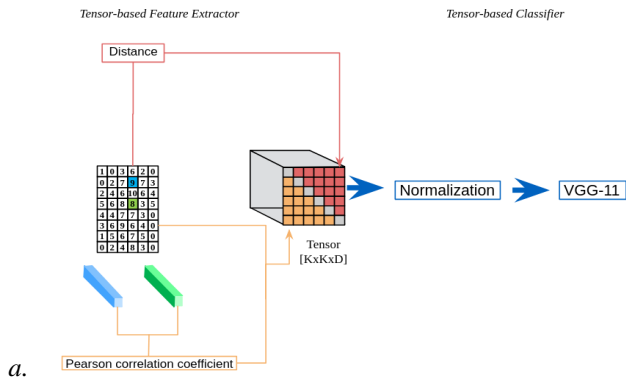 Tensor-based Feature Extractor
Tensor-based Classifier
Distance
1 0 3 6 2 0
0 2 7 9 7 3
2 4 6 10 6 4
5 6 8 8 3 5
4 4 7 7 3 0
3 6 9 6 4 0
1 5 6 7 5 0
0 2 4 8 3 0
Normalization
VGG-11
Tensor
[KxKxD]
Pearson correlation coefficient
a.